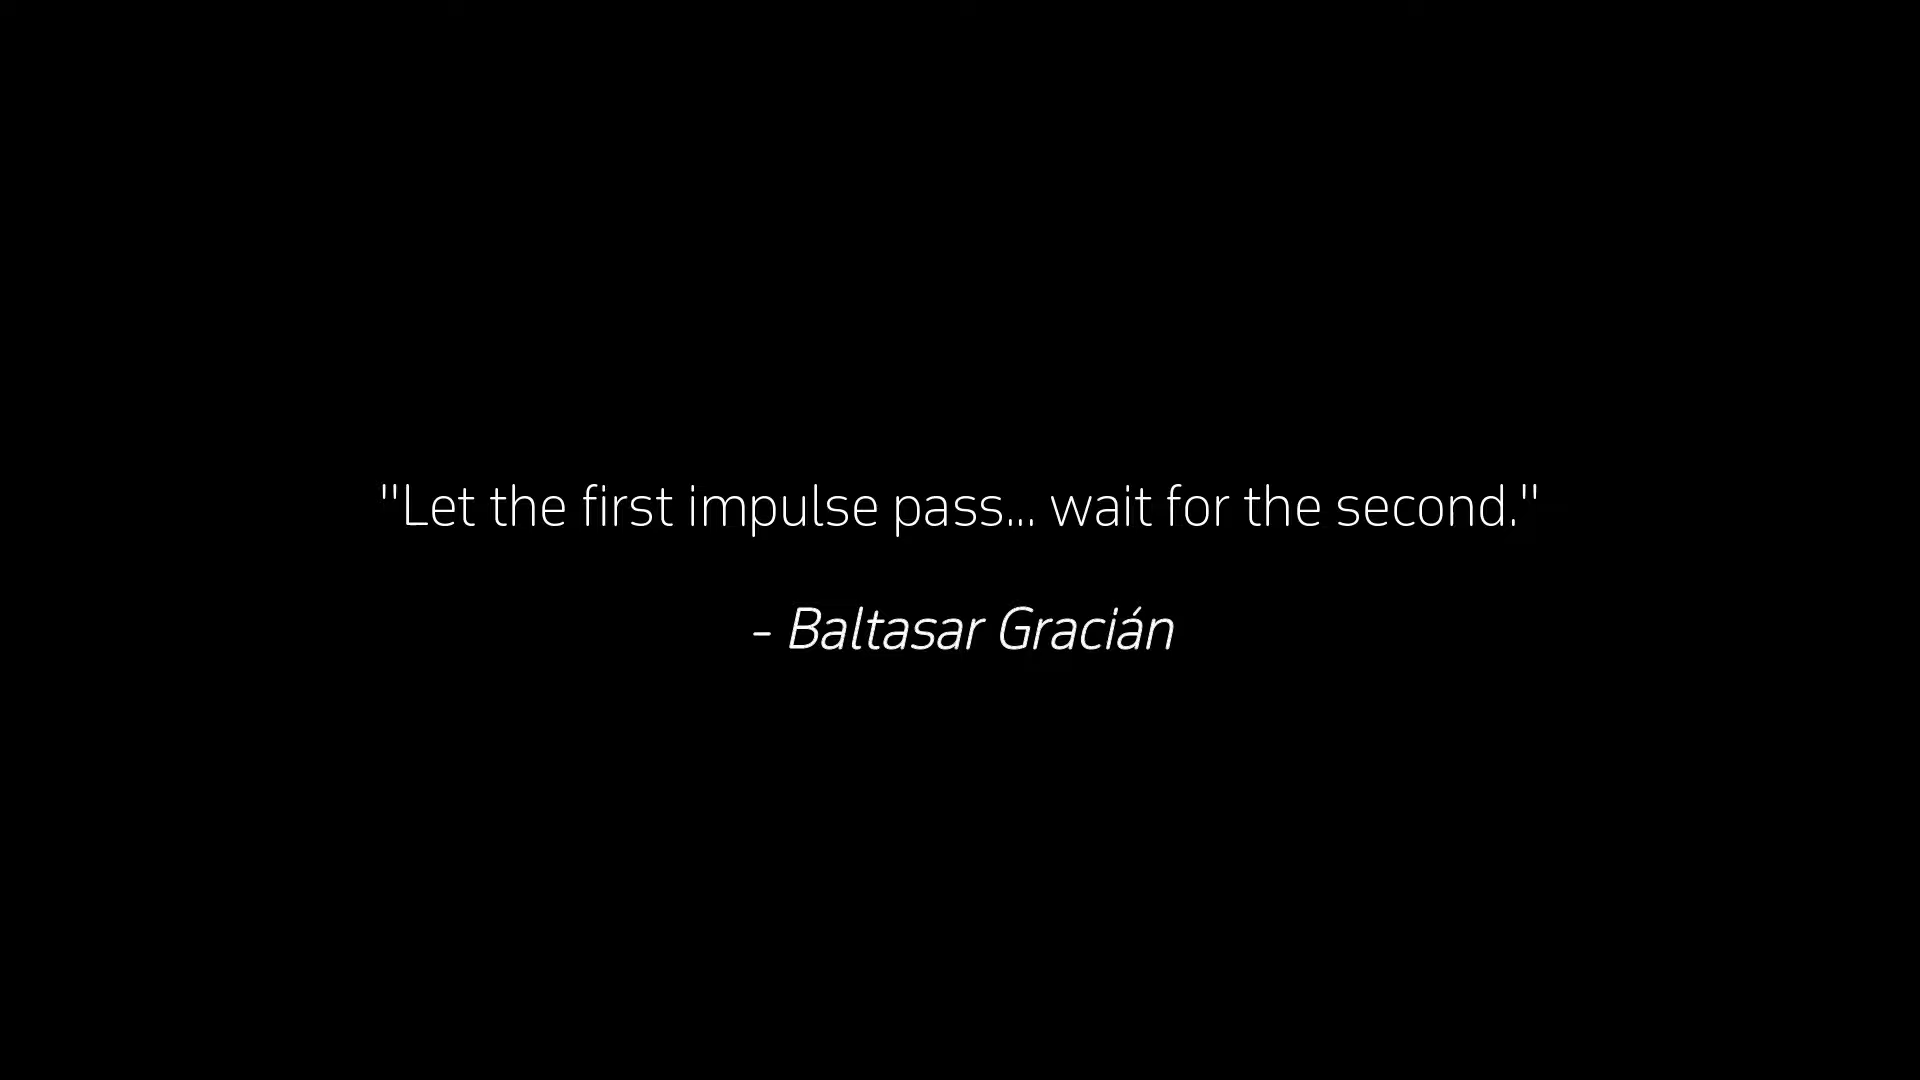 "Let the first impulse pass... wait for the second."
- Baltasar Gracián